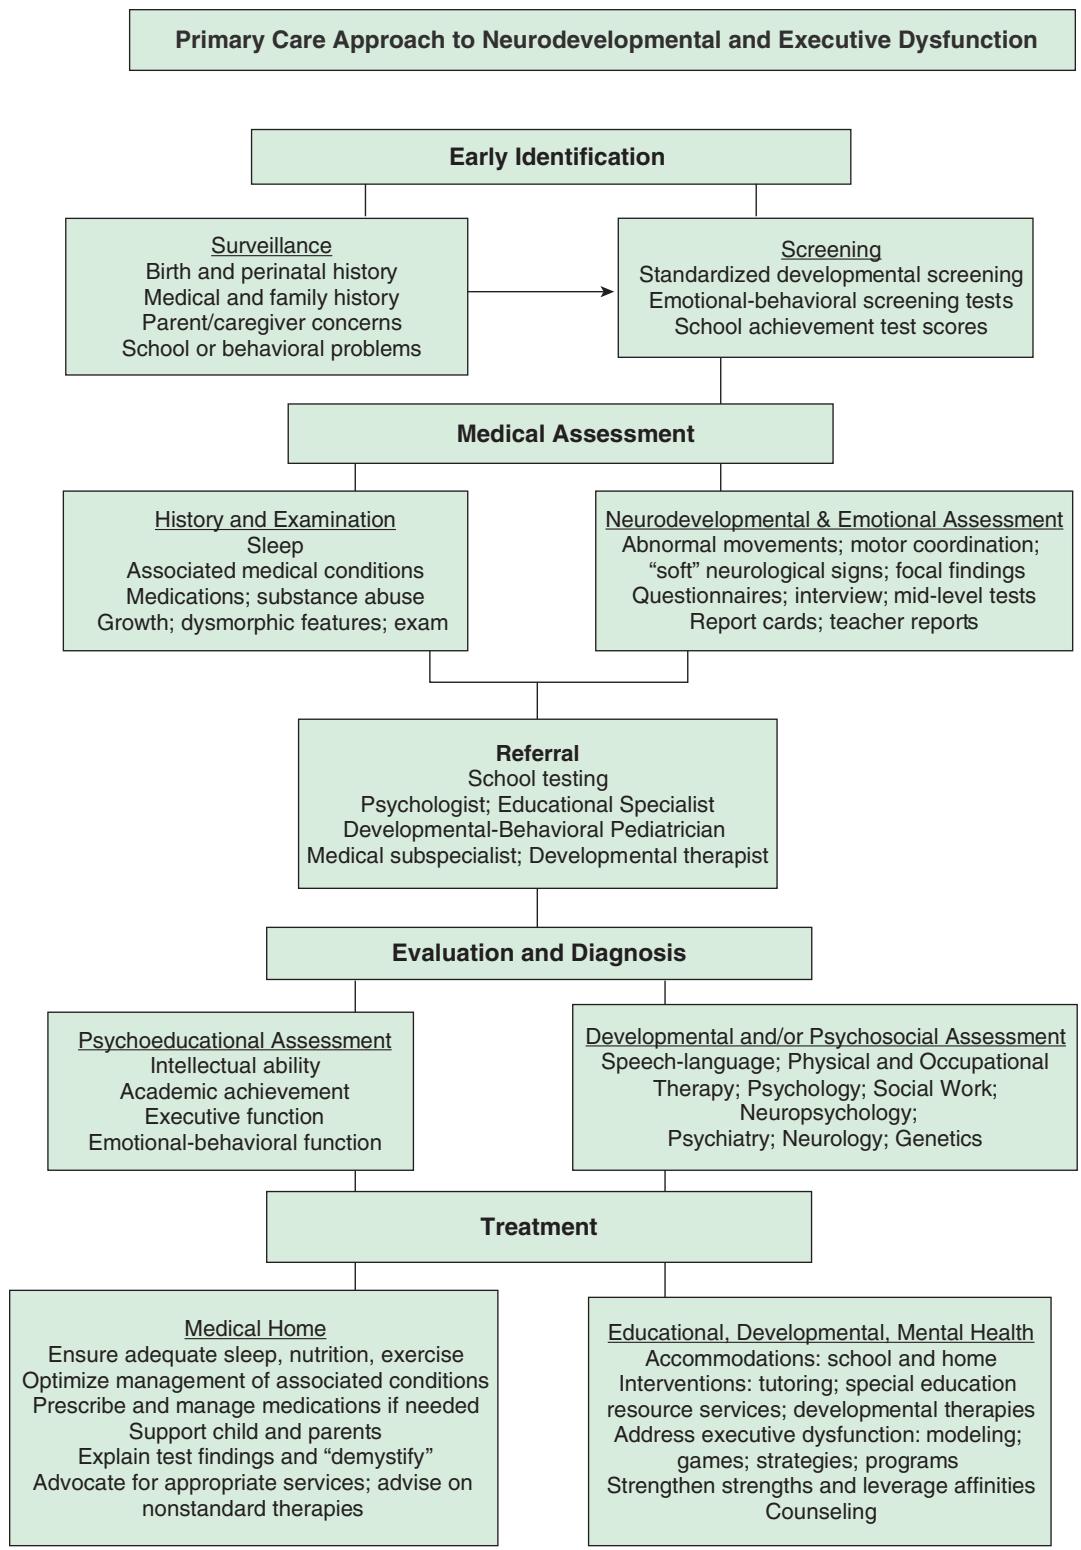 Primary Care Approach to Neurodevelopmental and Executive Dysfunction
Early Identification
Surveillance
Birth and perinatal history
Medical and family history
Parent/caregiver concerns
School or behavioral problems
Screening
Standardized developmental screening
Emotional-behavioral screening tests
School achievement test scores
Medical Assessment
History and Examination
Sleep
Associated medical conditions
Medications; substance abuse
Growth; dysmorphic features; exam
Neurodevelopmental & Emotional Assessment
Abnormal movements; motor coordination;
“soft” neurological signs; focal findings
Questionnaires; interview; mid-level tests
Report cards; teacher reports
Referral
School testing
Psychologist; Educational Specialist
Developmental-Behavioral Pediatrician
Medical subspecialist; Developmental therapist
Evaluation and Diagnosis
Psychoeducational Assessment
Intellectual ability
Academic achievement
Executive function
Emotional-behavioral function
Developmental and/or Psychosocial Assessment
Speech-language; Physical and Occupational
Therapy; Psychology; Social Work;
Neuropsychology;
Psychiatry; Neurology; Genetics
Treatment
Medical Home
Ensure adequate sleep, nutrition, exercise
Optimize management of associated conditions
Prescribe and manage medications if needed
Support child and parents
Explain test findings and “demystify”
Advocate for appropriate services; advise on
nonstandard therapies
Educational, Developmental, Mental Health
Accommodations: school and home
Interventions: tutoring; special education
resource services; developmental therapies
Address executive dysfunction: modeling;
games; strategies; programs
Strengthen strengths and leverage affinities
Counseling